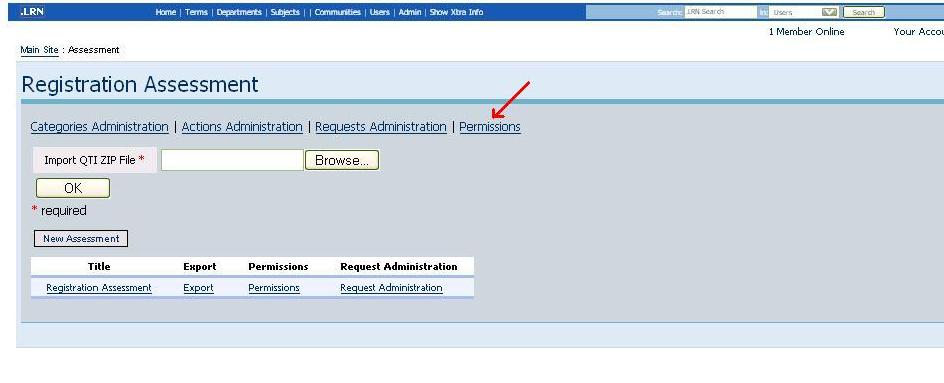 .LRN Home | Terms | Departments | Subjects | | Communities | Users | Admin | Show Xtra Info Search: .LRN Search in: Users Search
1 Member Online Your Accou
Main Site : Assessment
Registration Assessment
Categories Administration | Actions Administration | Requests Administration | Permissions
Import QTI ZIP File * Browse...
OK
* required
New Assessment
Title Export Permissions Request Administration
Registration Assessment Export Permissions Request Administration